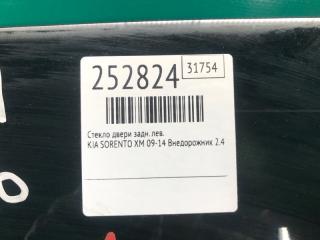 252824
31754
Стекло двери задн. лев.
KIA SORENTO XM 09-14 Внедорожник 2.4